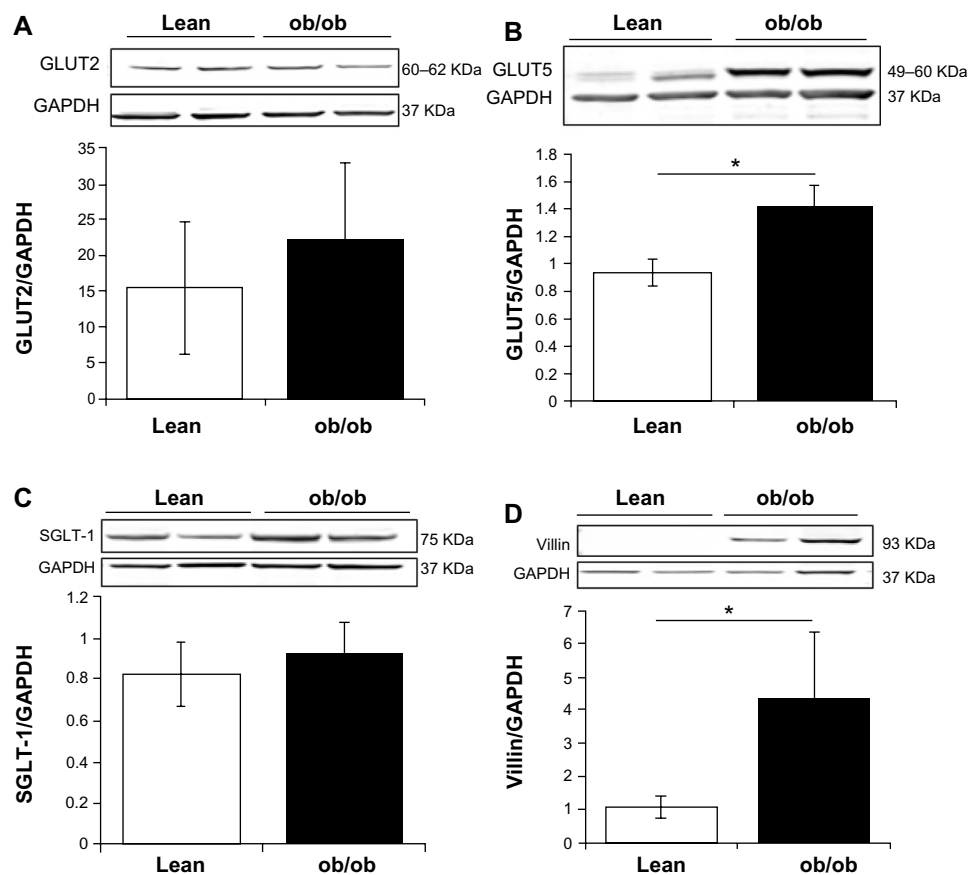 A
Lean ob/ob
GLUT2 60–62 KDa
GAPDH 37 KDa
GLUT2/GAPDH
35
30
25
20
15
10
5
0
Lean ob/ob
B
Lean ob/ob
GLUT5 49–60 KDa
GAPDH 37 KDa
GLUT5/GAPDH
1.8
1.6
1.4
1.2
1
0.8
0.6
0.4
0.2
0
*
Lean ob/ob
C
Lean ob/ob
SGLT-1 75 KDa
GAPDH 37 KDa
SGLT-1/GAPDH
1.2
1
0.8
0.6
0.4
0.2
0
Lean ob/ob
D
Lean ob/ob
Villin 93 KDa
GAPDH 37 KDa
Villin/GAPDH
7
6
5
4
3
2
1
0
*
Lean ob/ob